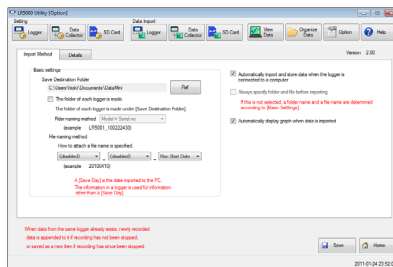 LR5000 Utility [Option]
Setting
Data Import
Logger
Data Collector
SD Card
Logger
Data Collector
SD Card
View Data
Organize Data
Option
Help
Import Method
Details
Version 2.00
Basic settings
Save Destination Folder
Ref
The folder of each logger is made.
The folder of each logger is made under [Save Destination Folder]
Folder naming method
Model + Serial no
(example LR5001_100222430)
File naming method
How to attach a file name is specified.
(disabled) _ (disabled) _ Rec. Start Date
(example 20100410)
A [Save Day] is the date imported to the PC.
The information in a logger is used for information
other than a [Save Day].
Automatically import and store data when the logger is
connected to a computer
Always specify folder and file before importing
If this is not selected, a folder name and a file name are determined
according to [Basic Settings].
Automatically display graph when data is imported
When data from the same logger already exists, newly recorded
data is appended to it if recording has not been stopped,
or saved as a new item if recording has since been stopped.
Save
Home
2011-01-24 23:52:0